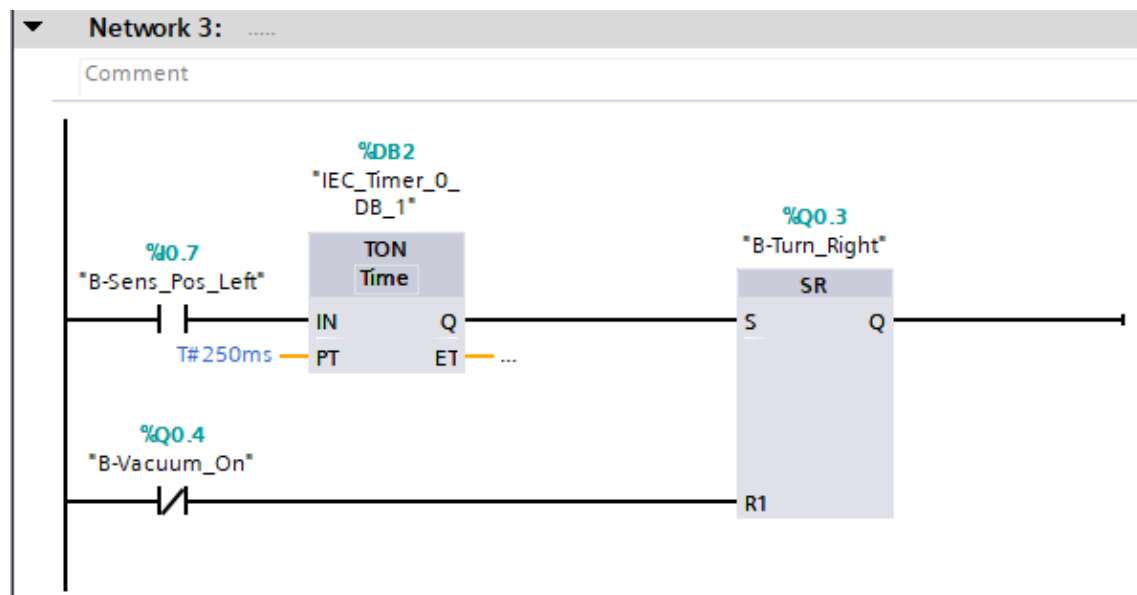 Network 3: .....
Comment
%DB2
"IEC_Timer_0_
DB_1"
%Q0.3
"B-Turn_Right"
%I0.7
"B-Sens_Pos_Left"
TON
Time
SR
IN Q
S Q
T#250ms PT ET ...
%Q0.4
"B-Vacuum_On"
R1